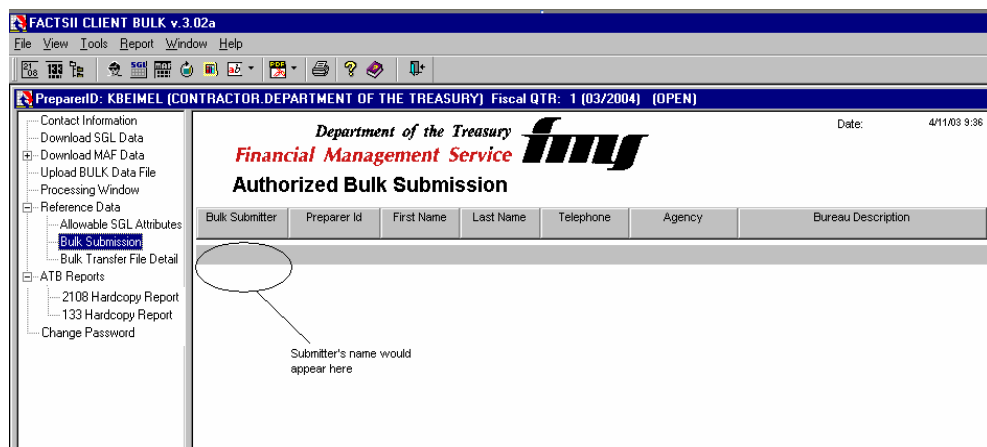 FACTSII CLIENT BULK v.3.02a
File View Tools Report Window Help
PreparerID: KBEIMEL (CONTRACTOR.DEPARTMENT OF THE TREASURY) Fiscal QTR: 1 (03/2004) (OPEN)
Contact Information
Download SGL Data
Download MAF Data
Upload BULK Data File
Processing Window
Reference Data
Allowable SGL Attributes
Bulk Submission
Bulk Transfer File Detail
ATB Reports
2108 Hardcopy Report
133 Hardcopy Report
Change Password
Department of the Treasury
Financial Management Service
fms
Authorized Bulk Submission
Date: 4/11/03 9:36
Bulk Submitter Preparer Id First Name Last Name Telephone Agency Bureau Description
Submitter's name would
appear here